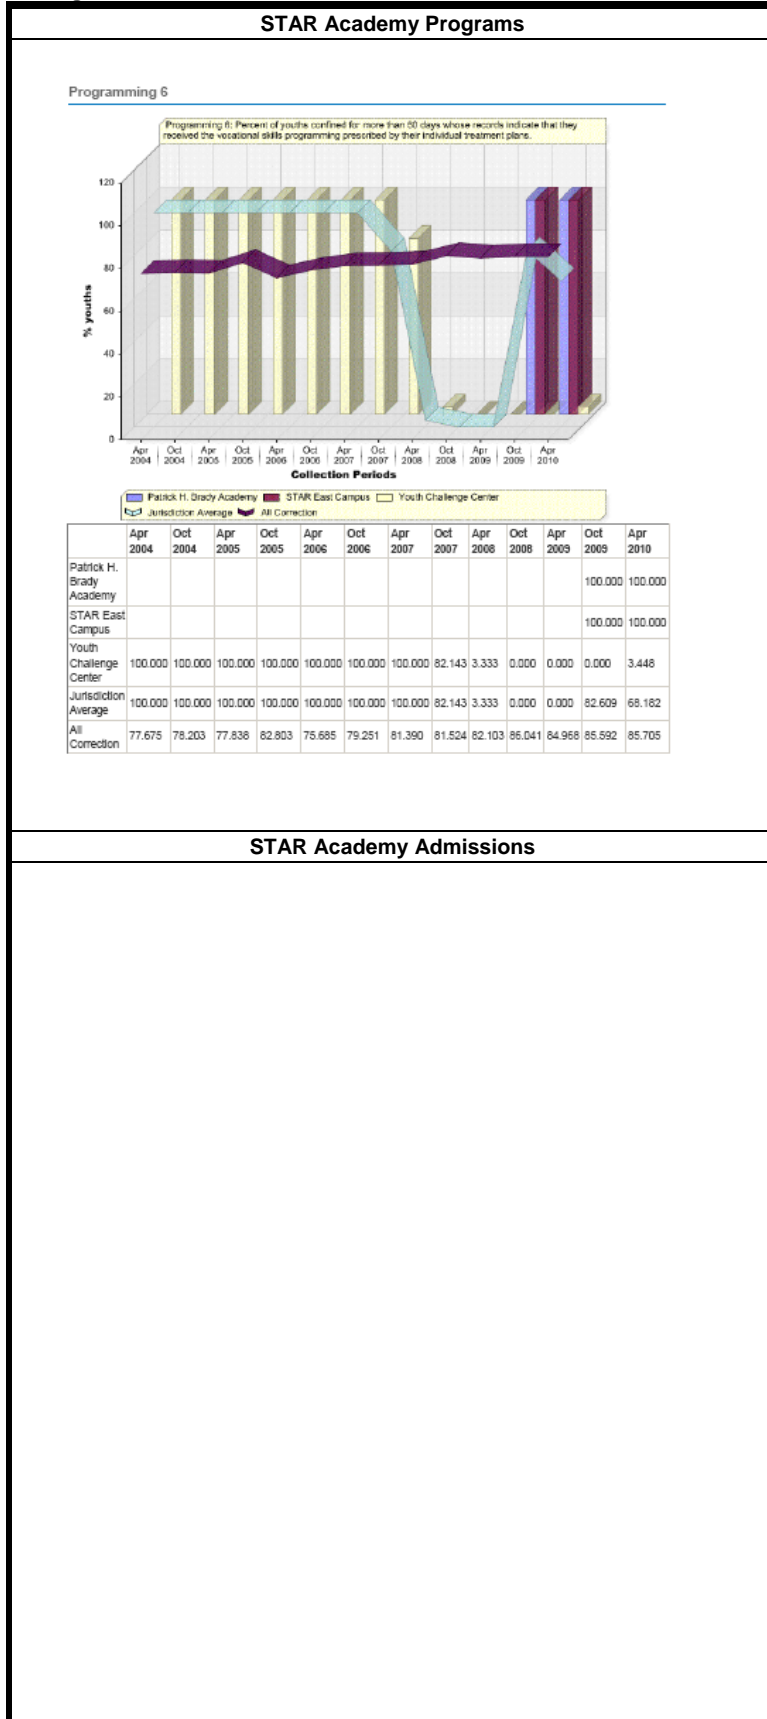 STAR Academy Programs
Programming 6
Programming 6: Percent of youths confined for more than 60 days whose records indicate that they
received the vocational skills programming prescribed by their individual treatment plans.
120
100
80
60
40
20
0
% youths
Apr Oct Apr Oct Apr Oct Apr Oct Apr Oct Apr Oct Apr
2004 2004 2005 2005 2006 2006 2007 2007 2008 2008 2009 2009 2010
Collection Periods
Patrick H. Brady Academy STAR East Campus Youth Challenge Center
Jurisdiction Average All Correction
Apr Oct Apr Oct Apr Oct Apr Oct Apr Oct Apr Oct Apr
2004 2004 2005 2005 2006 2006 2007 2007 2008 2008 2009 2009 2010
Patrick H.
Brady
Academy
100.000 100.000
STAR East
Campus
100.000 100.000
Youth
Challenge
Center
100.000 100.000 100.000 100.000 100.000 100.000 100.000 82.143 3.333 0.000 0.000 0.000 3.448
Jurisdiction
Average
100.000 100.000 100.000 100.000 100.000 100.000 100.000 82.143 3.333 0.000 0.000 82.609 68.182
All
Correction
77.675 78.203 77.838 82.803 75.685 79.251 81.390 81.524 82.103 86.041 84.968 85.592 85.705
STAR Academy Admissions